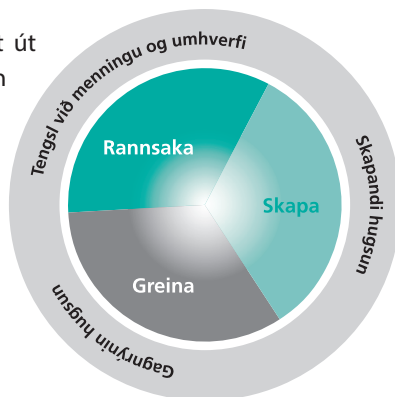 út
Tengsl við menningu og umhverfi
Rannsaka
Skapa
Skapandi hugsun
Greina
Gagnrýnin hugsun